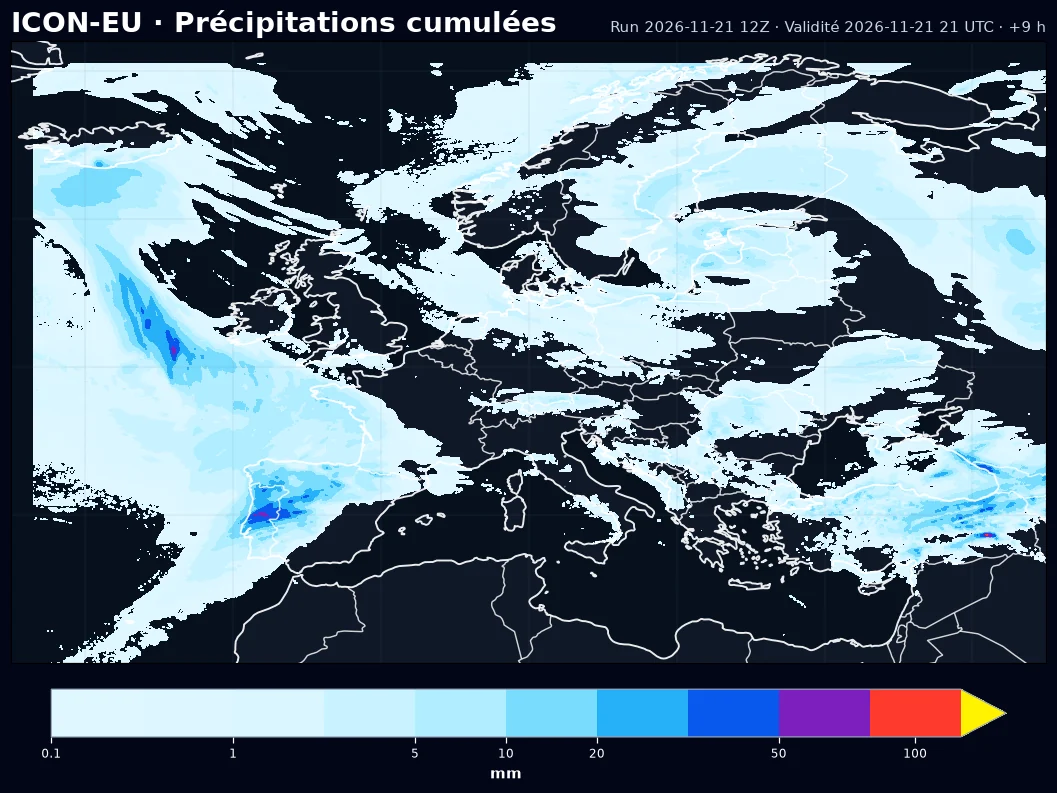 ICON-EU · Précipitations cumulées
Run 2026-11-21 12Z · Validité 2026-11-21 21 UTC · +9 h
0.1 1 5 10 20 50 100
mm